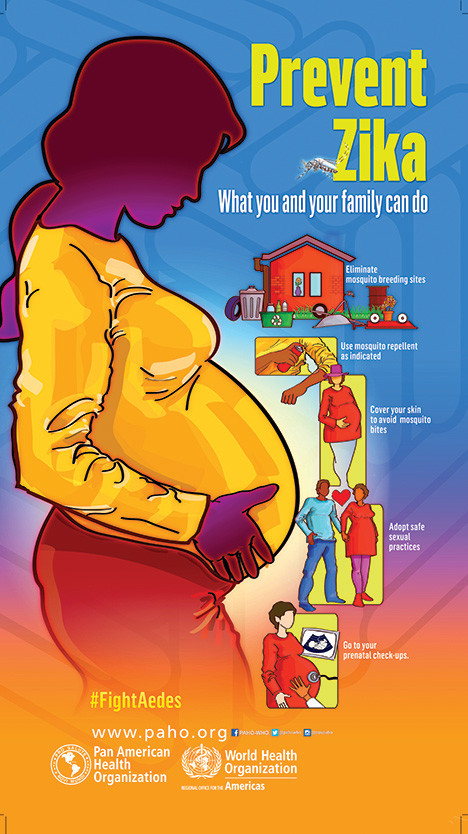 Prevent
Zika
What you and your family can do
Eliminate
mosquito breeding sites
Use mosquito repellent
as indicated
Cover your skin
to avoid mosquito
bites
Adopt safe
sexual
practices
Go to your
prenatal check-ups.
#FightAedes
www.paho.org
PAHO-WHO
Pan American
Health
Organization
World Health
Organization
REGIONAL OFFICE FOR THE Americas